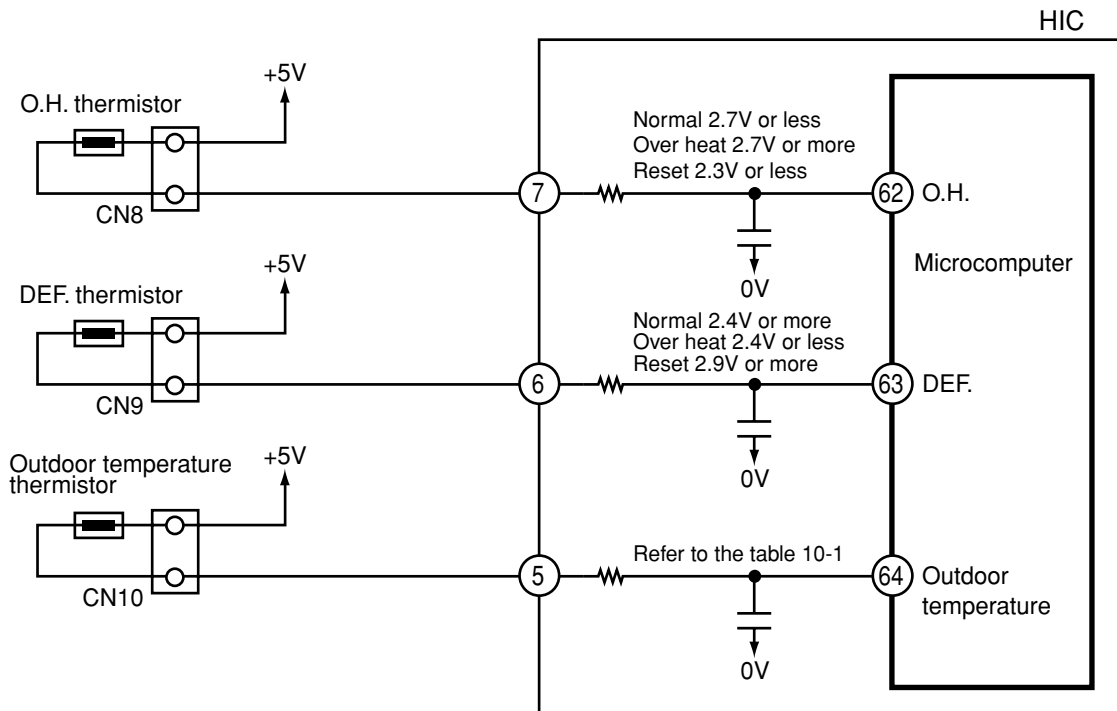 HIC
+5V
O.H. thermistor
CN8
7
Normal 2.7V or less
Over heat 2.7V or more
Reset 2.3V or less
62
O.H.
0V
Microcomputer
+5V
DEF. thermistor
CN9
6
Normal 2.4V or more
Over heat 2.4V or less
Reset 2.9V or more
63
DEF.
0V
+5V
Outdoor temperature
thermistor
CN10
5
Refer to the table 10-1
64
Outdoor
temperature
0V